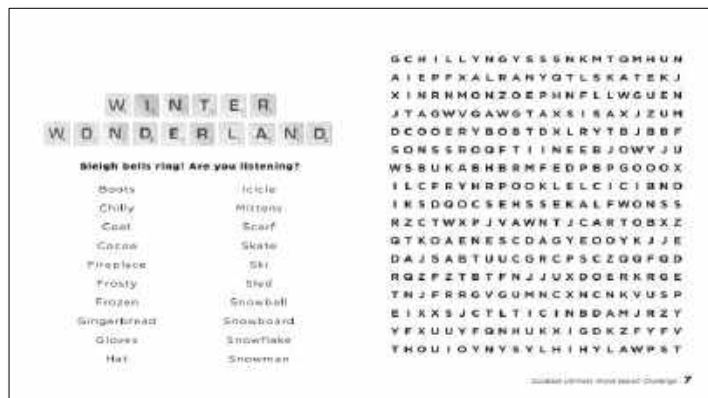 WINTER
WONDERLAND
Sleigh bells ring! Are you listening?
Boots
Chilly
Coat
Cocoa
Fireplace
Frosty
Frozen
Gingerbread
Gloves
Hat
Icicle
Mittens
Scarf
Skate
Ski
Sled
Snowball
Snowboard
Snowflake
Snowman
G C H I L L Y N G Y S S S N K M T Q M H U N
A I E P F X A L R A N Y Q T L S K A T E K J
X I N R N M O N Z O E P H N F L L W G U E N
J T A G W V G A W G T A X S I S A X J Z U M
D C O O E R Y B O B T D X L R Y T B J B B F
S O N S S R O Q F T I I N E E B J O W Y J U
W S B U K A B H B R M F E D P B P G O O O X
I L C F R Y H R P O O K L E L C I C I B N D
I K S D Q O C S E H S S E K A L F W O N S S
R Z C T W X P J V A W N T J C A R T O B X Z
Q T K O A E N E S C D A G Y E O O Y K J J E
D A J S A B T U U C G R C P S C Z G Q F Q D
R Q Z F Z T B T F N J J U X D O E R K R G E
T N J F R R G V G U M N C X N C N K V U S P
E I X X S J C T L T I C I N B D A M J R Z Y
Y F X U U Y F Q N H U K X I G D K Z F Y F V
T H O U I O Y N Y S Y L H I H Y L A W P S T
7